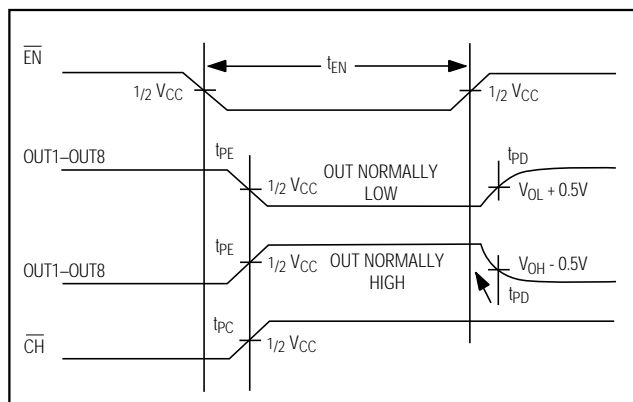 EN
tEN
1/2 VCC
1/2 VCC
OUT1–OUT8
tPE
1/2 VCC
OUT NORMALLY
LOW
tPD
VOL + 0.5V
OUT1–OUT8
tPE
1/2 VCC
OUT NORMALLY
HIGH
VOH - 0.5V
tPD
CH
tPC
1/2 VCC